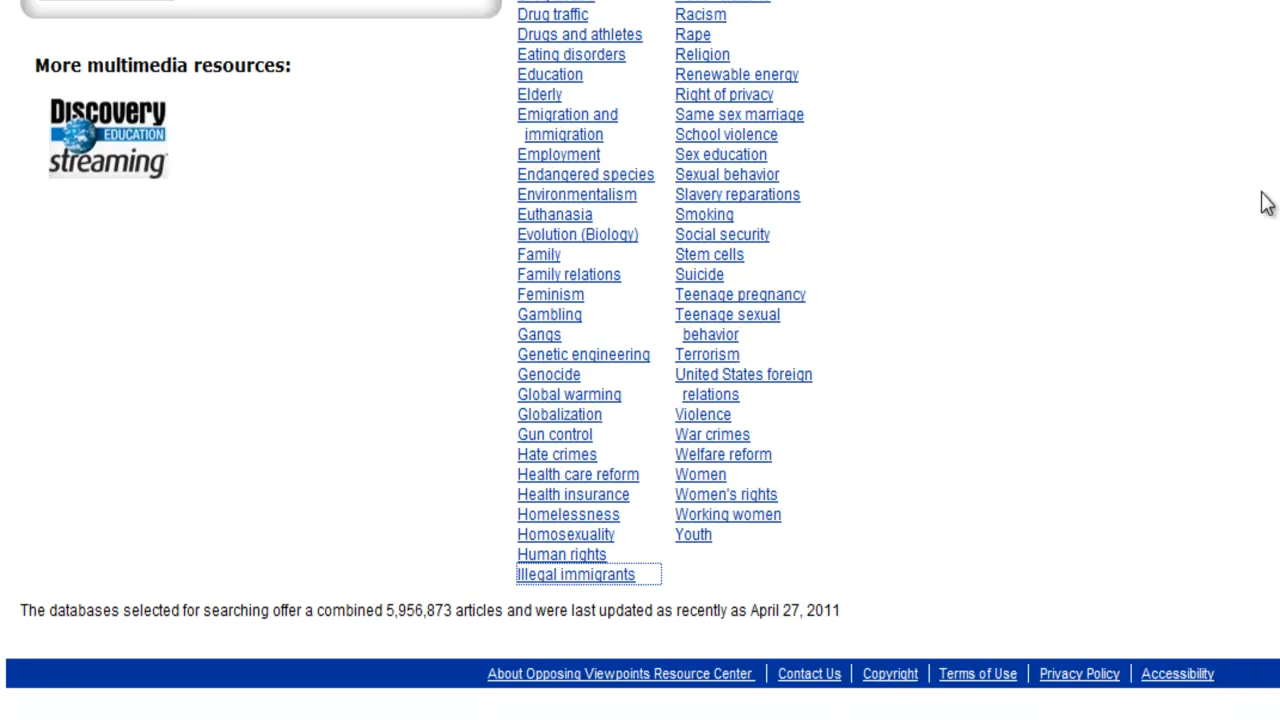 Drug traffic
Drugs and athletes
Eating disorders
Education
Elderly
Emigration and
immigration
Employment
Endangered species
Environmentalism
Euthanasia
Evolution (Biology)
Family
Family relations
Feminism
Gambling
Gangs
Genetic engineering
Genocide
Global warming
Globalization
Gun control
Hate crimes
Health care reform
Health insurance
Homelessness
Homosexuality
Human rights
Illegal immigrants
Racism
Rape
Religion
Renewable energy
Right of privacy
Same sex marriage
School violence
Sex education
Sexual behavior
Slavery reparations
Smoking
Social security
Stem cells
Suicide
Teenage pregnancy
Teenage sexual
behavior
Terrorism
United States foreign
relations
Violence
War crimes
Welfare reform
Women
Women's rights
Working women
Youth
More multimedia resources:
Discovery
EDUCATION
streaming
The databases selected for searching offer a combined 5,956,873 articles and were last updated as recently as April 27, 2011
About Opposing Viewpoints Resource Center | Contact Us | Copyright | Terms of Use | Privacy Policy | Accessibility